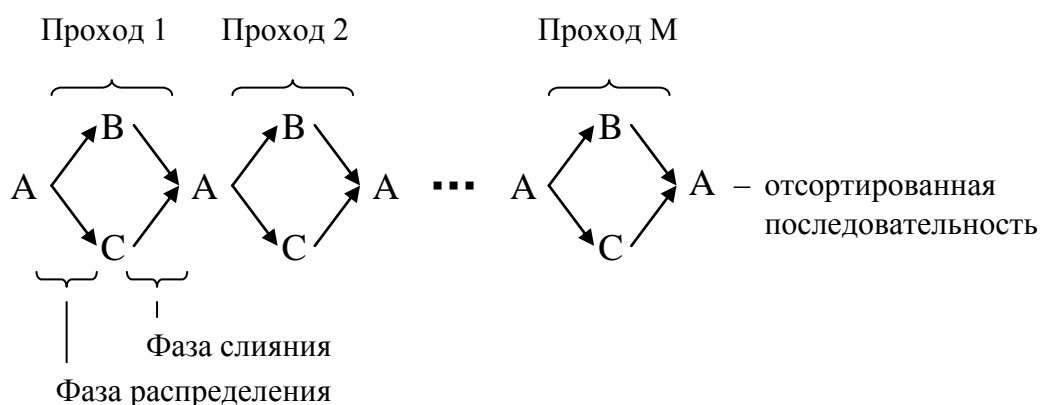 Проход 1 Проход 2 Проход М
B B B
A A A ... A A – отсортированная
последовательность
C C C
Фаза слияния
Фаза распределения